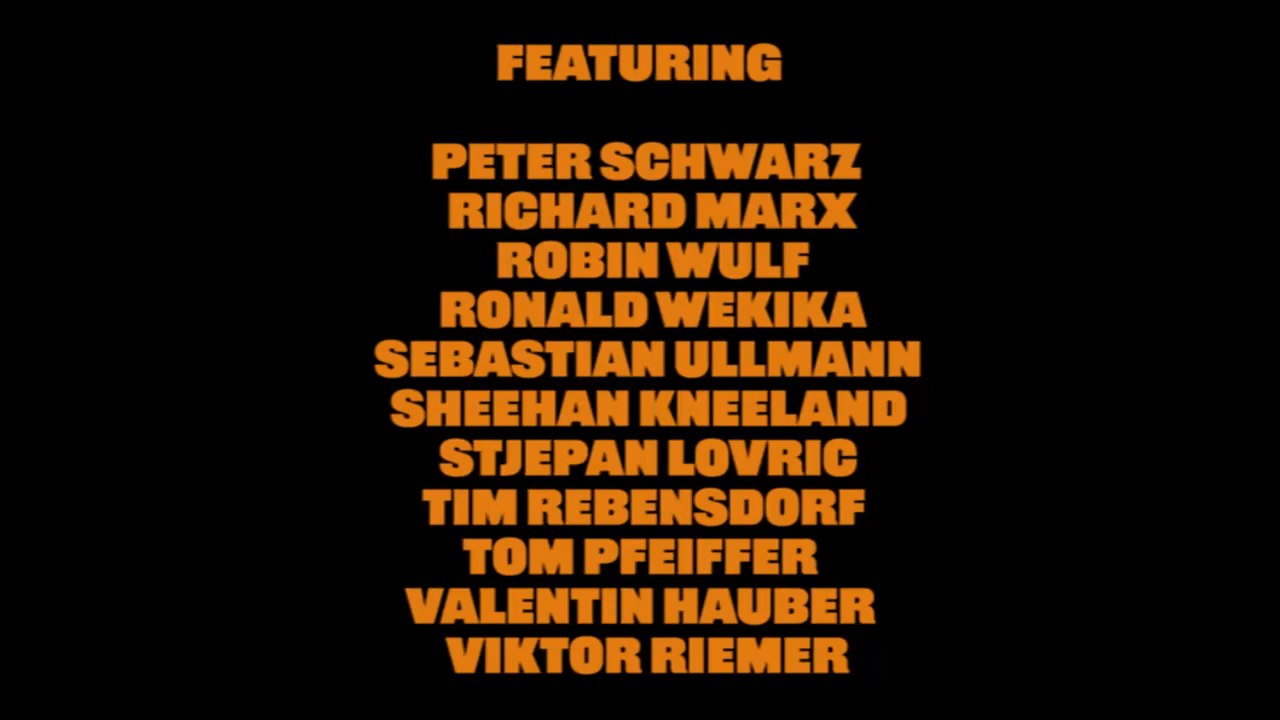 FEATURING
PETER SCHWARZ
RICHARD MARX
ROBIN WULF
RONALD WEKIKA
SEBASTIAN ULLMANN
SHEEHAN KNEELAND
STJEPAN LOVRIC
TIM REBENSDORF
TOM PFEIFFER
VALENTIN HAUBER
VIKTOR RIEMER